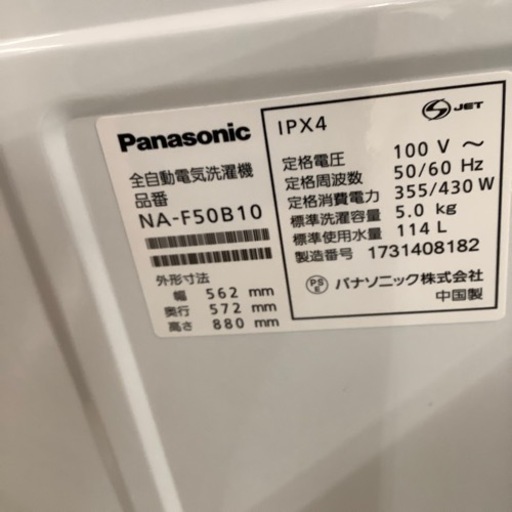 Panasonic
全自動電気洗濯機
品番
NA-F50B10
外形寸法
幅 562 mm
奥行 572 mm
高さ 880 mm
IPX4
S JET
定格電圧 100 V ～
定格周波数 50/60 Hz
定格消費電力 355/430 W
標準洗濯容量 5.0 kg
標準使用水量 114 L
製造番号 1731408182
PS E パナソニック株式会社
中国製